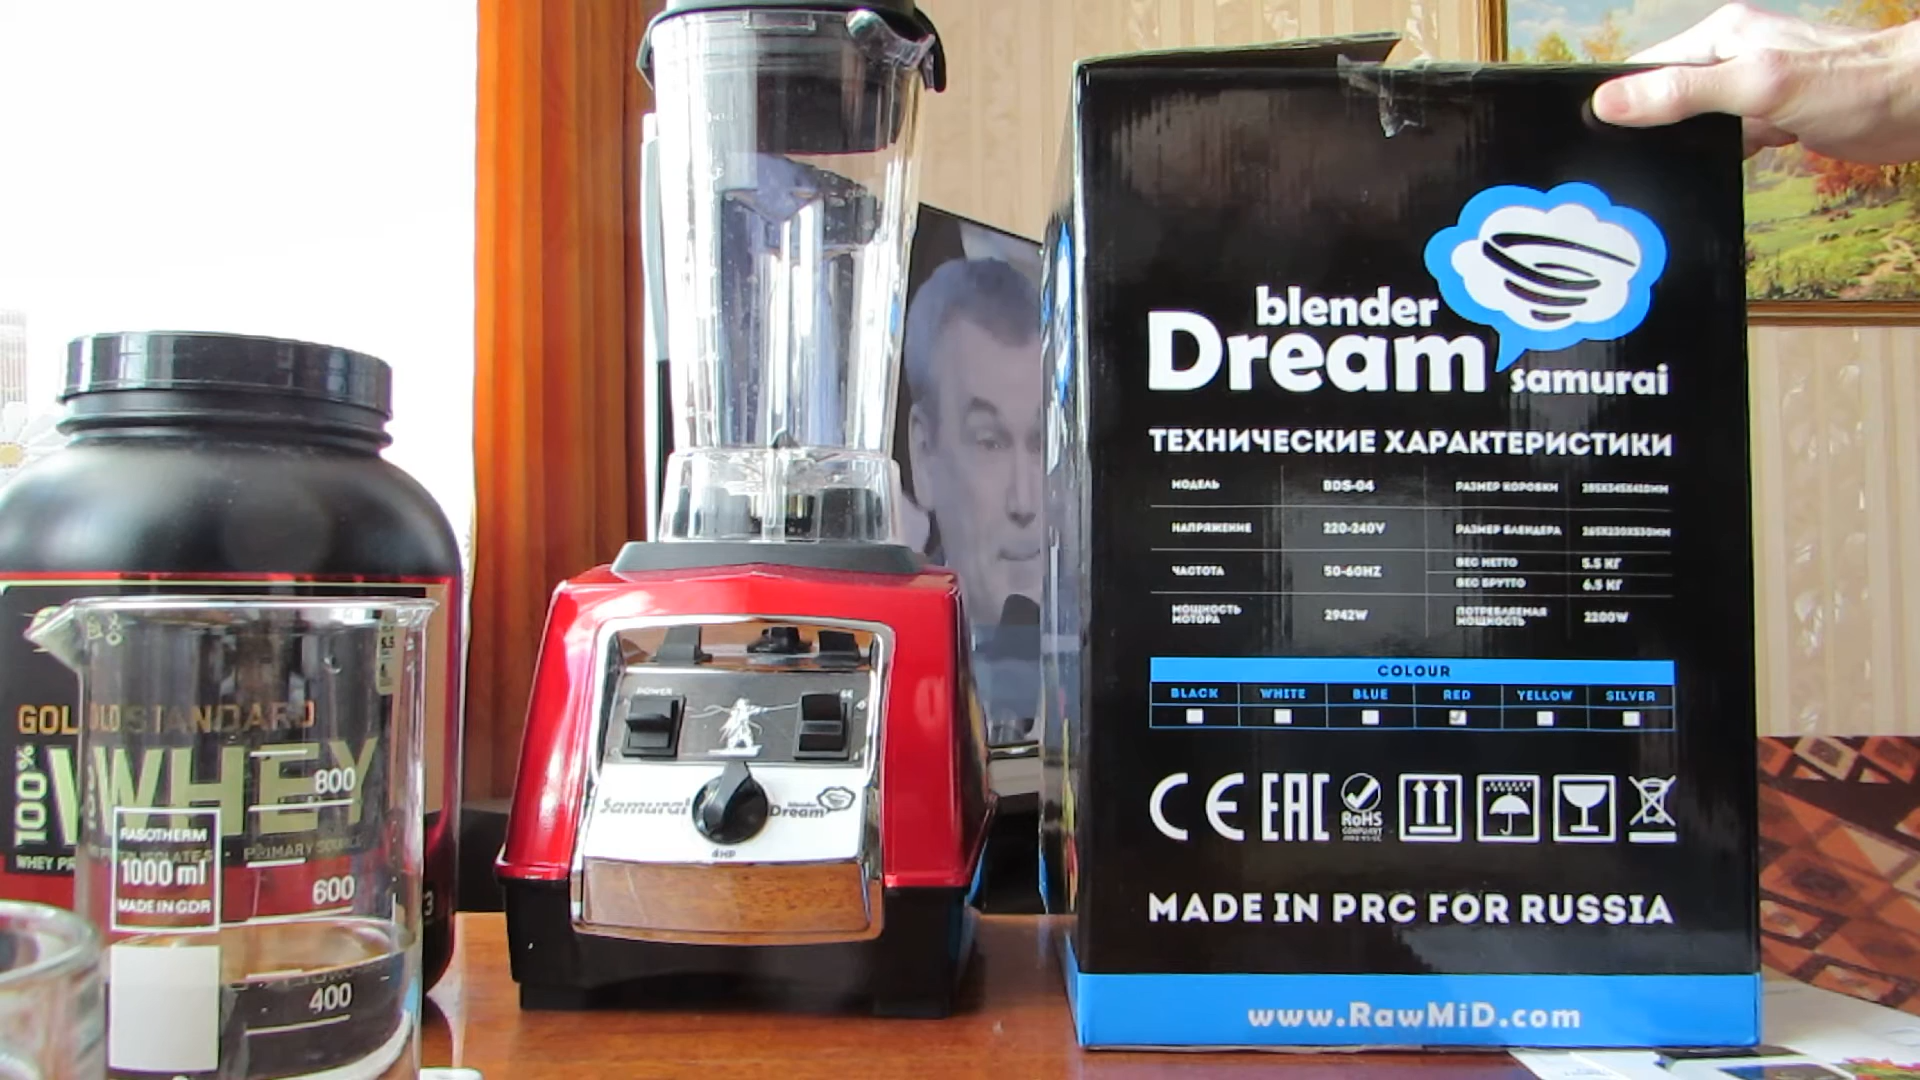 GOLD STANDARD
100% WHEY
800
RASOTHERM
1000 ml
MADE IN GDR
600
400
POWER
Samurai
blender
Dream
4HP
blender
Dream
samurai
ТЕХНИЧЕСКИЕ ХАРАКТЕРИСТИКИ
МОДЕЛЬ BDS-04 РАЗМЕР КОРОБКИ
НАПРЯЖЕНИЕ 220-240V РАЗМЕР БЛЕНДЕРА
ЧАСТОТА 50-60HZ ВЕС НЕТТО 5.5 КГ
ВЕС БРУТТО 6.5 КГ
МОЩНОСТЬ МОТОРА 2942W ПОТРЕБЛЯЕМАЯ МОЩНОСТЬ 2200W
COLOUR
BLACK WHITE BLUE RED YELLOW SILVER
CE EAC RoHS
COMPLIANT
MADE IN PRC FOR RUSSIA
www.RawMiD.com